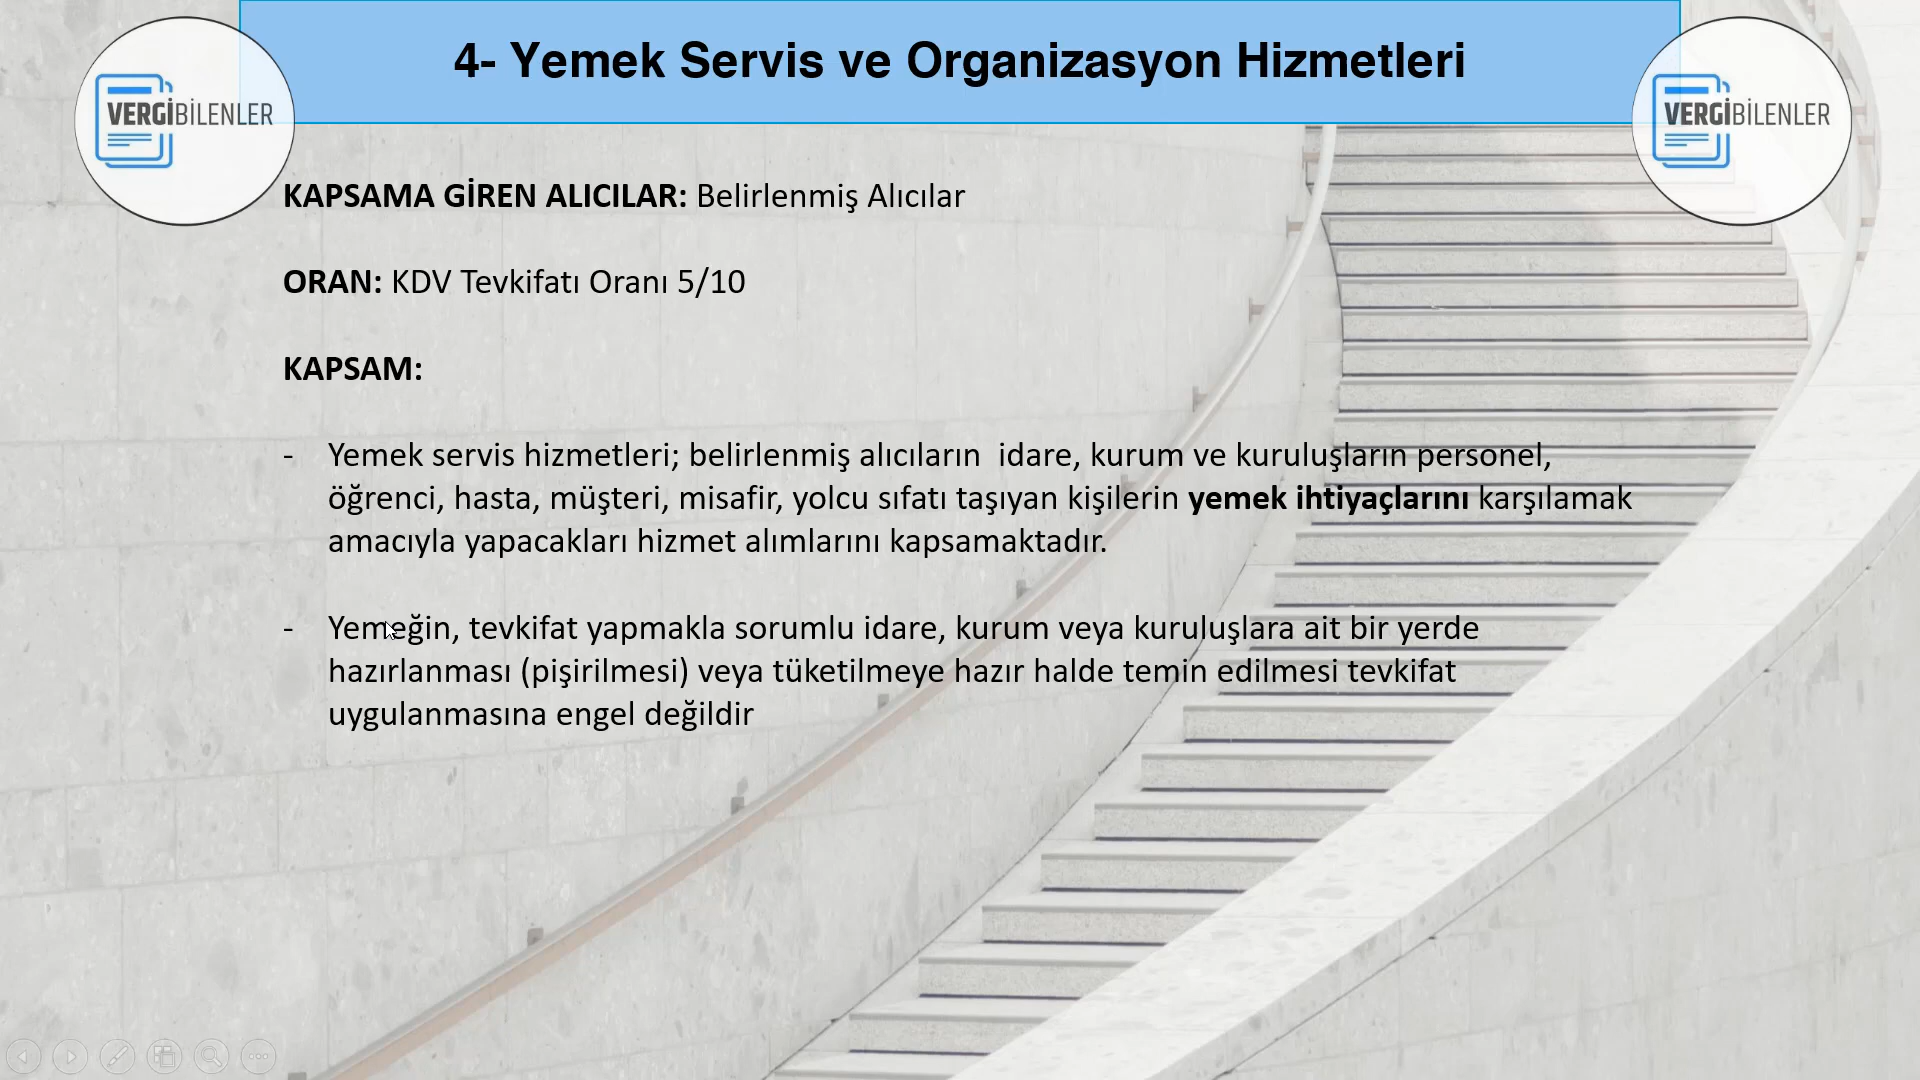 4- Yemek Servis ve Organizasyon Hizmetleri
VERGİBİLENLER
VERGİBİLENLER
KAPSAMA GİREN ALICILAR: Belirlenmiş Alıcılar
ORAN: KDV Tevkifatı Oranı 5/10
KAPSAM:
- Yemek servis hizmetleri; belirlenmiş alıcıların  idare, kurum ve kuruluşların personel,
öğrenci, hasta, müşteri, misafir, yolcu sıfatı taşıyan kişilerin yemek ihtiyaçlarını karşılamak
amacıyla yapacakları hizmet alımlarını kapsamaktadır.
- Yemeğin, tevkifat yapmakla sorumlu idare, kurum veya kuruluşlara ait bir yerde
hazırlanması (pişirilmesi) veya tüketilmeye hazır halde temin edilmesi tevkifat
uygulanmasına engel değildir